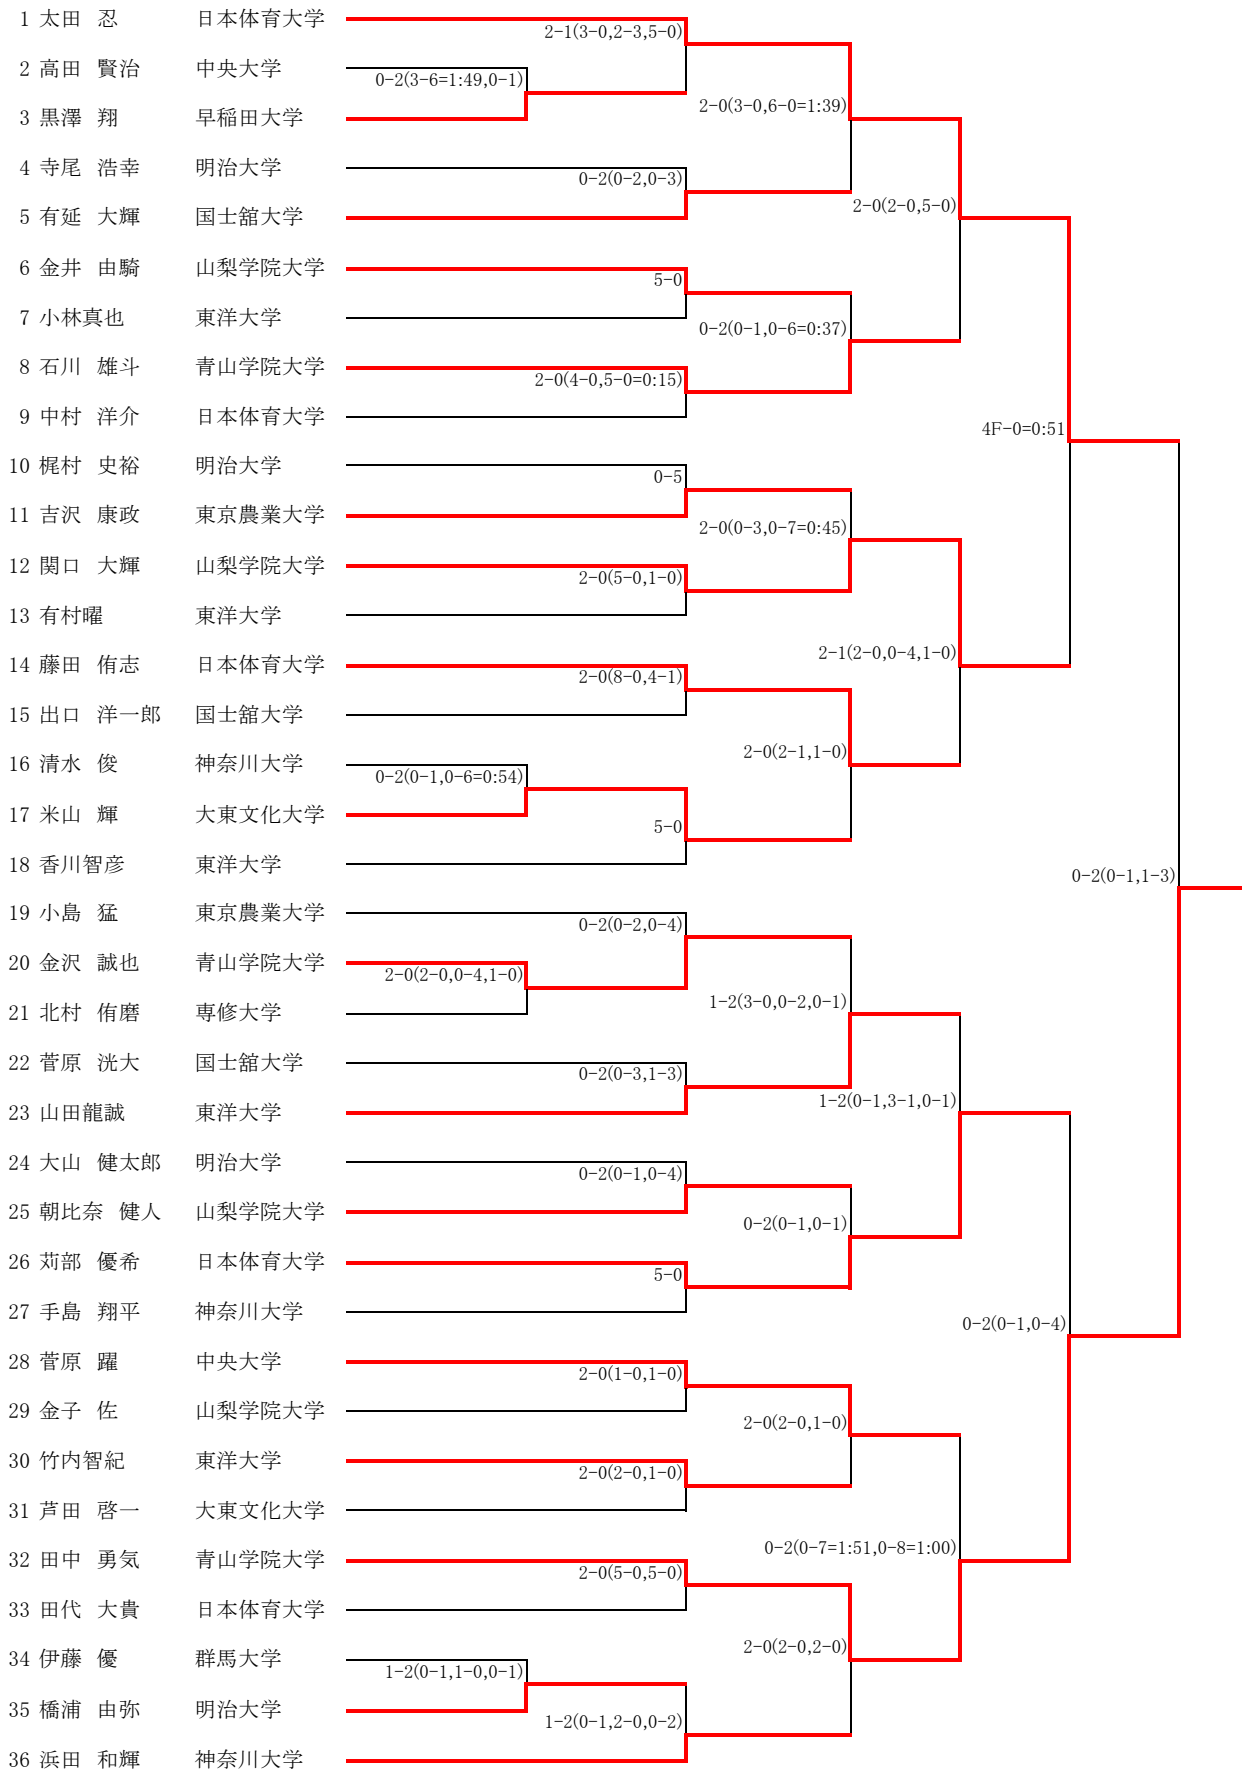 1 太田 忍 日本体育大学
2-1(3-0,2-3,5-0)
2 高田 賢治 中央大学
0-2(3-6=1:49,0-1)
2-0(3-0,6-0=1:39)
3 黒澤 翔 早稲田大学
4 寺尾 浩幸 明治大学
0-2(0-2,0-3)
2-0(2-0,5-0)
5 有延 大輝 国士舘大学
6 金井 由騎 山梨学院大学
5-0
7 小林真也 東洋大学
0-2(0-1,0-6=0:37)
8 石川 雄斗 青山学院大学
2-0(4-0,5-0=0:15)
9 中村 洋介 日本体育大学
4F-0=0:51
10 梶村 史裕 明治大学
0-5
11 吉沢 康政 東京農業大学
2-0(0-3,0-7=0:45)
12 関口 大輝 山梨学院大学
2-0(5-0,1-0)
13 有村曜 東洋大学
2-1(2-0,0-4,1-0)
14 藤田 侑志 日本体育大学
2-0(8-0,4-1)
15 出口 洋一郎 国士舘大学
2-0(2-1,1-0)
16 清水 俊 神奈川大学
0-2(0-1,0-6=0:54)
17 米山 輝 大東文化大学
5-0
18 香川智彦 東洋大学
0-2(0-1,1-3)
19 小島 猛 東京農業大学
0-2(0-2,0-4)
20 金沢 誠也 青山学院大学
2-0(2-0,0-4,1-0)
1-2(3-0,0-2,0-1)
21 北村 侑磨 専修大学
22 菅原 洸大 国士舘大学
0-2(0-3,1-3)
1-2(0-1,3-1,0-1)
23 山田龍誠 東洋大学
24 大山 健太郎 明治大学
0-2(0-1,0-4)
25 朝比奈 健人 山梨学院大学
0-2(0-1,0-1)
26 苅部 優希 日本体育大学
5-0
27 手島 翔平 神奈川大学
0-2(0-1,0-4)
28 菅原 躍 中央大学
2-0(1-0,1-0)
29 金子 佐 山梨学院大学
2-0(2-0,1-0)
30 竹内智紀 東洋大学
2-0(2-0,1-0)
31 芦田 啓一 大東文化大学
0-2(0-7=1:51,0-8=1:00)
32 田中 勇気 青山学院大学
2-0(5-0,5-0)
33 田代 大貴 日本体育大学
2-0(2-0,2-0)
34 伊藤 優 群馬大学
1-2(0-1,1-0,0-1)
35 橋浦 由弥 明治大学
1-2(0-1,2-0,0-2)
36 浜田 和輝 神奈川大学